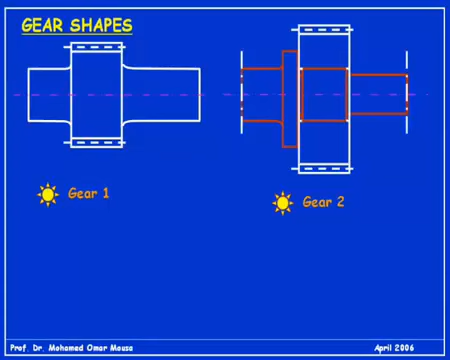 GEAR SHAPES
Gear 1
Gear 2
Prof. Dr. Mohamed Omar Mousa
April 2006